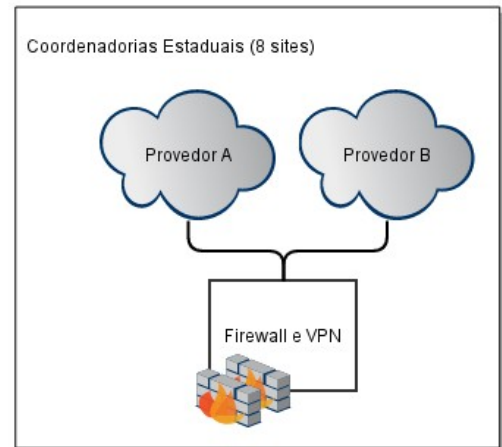 Coordenadorias Estaduais (8 sites)
Provedor A
Provedor B
Firewall e VPN